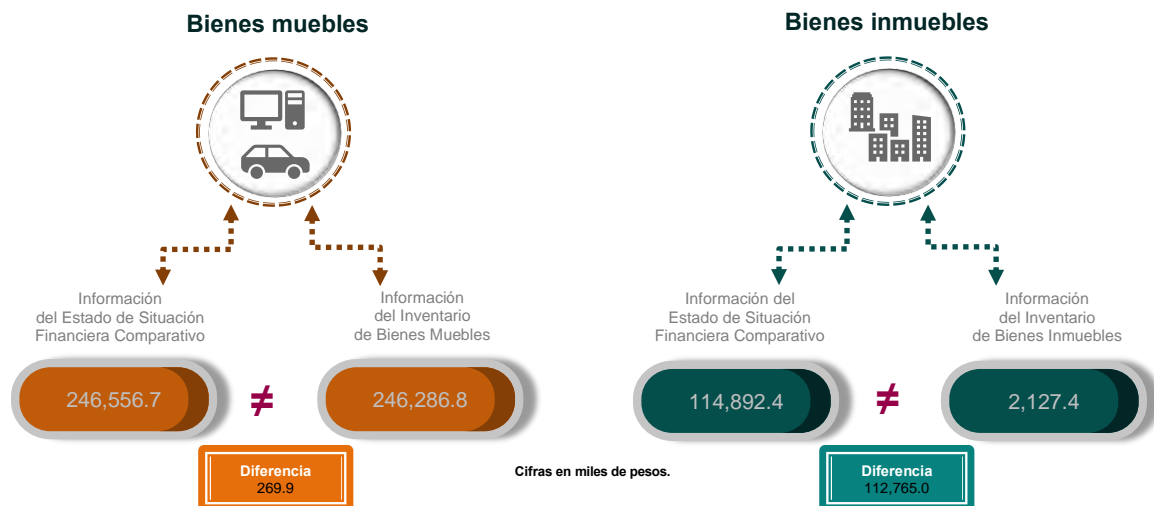 Bienes muebles
Información
del Estado de Situación
Financiera Comparativo
Información
del Inventario
de Bienes Muebles
246,556.7
≠
246,286.8
Diferencia
269.9
Cifras en miles de pesos.
Bienes inmuebles
Información del
Estado de Situación
Financiera Comparativo
Información
del Inventario
de Bienes Inmuebles
114,892.4
≠
2,127.4
Diferencia
112,765.0